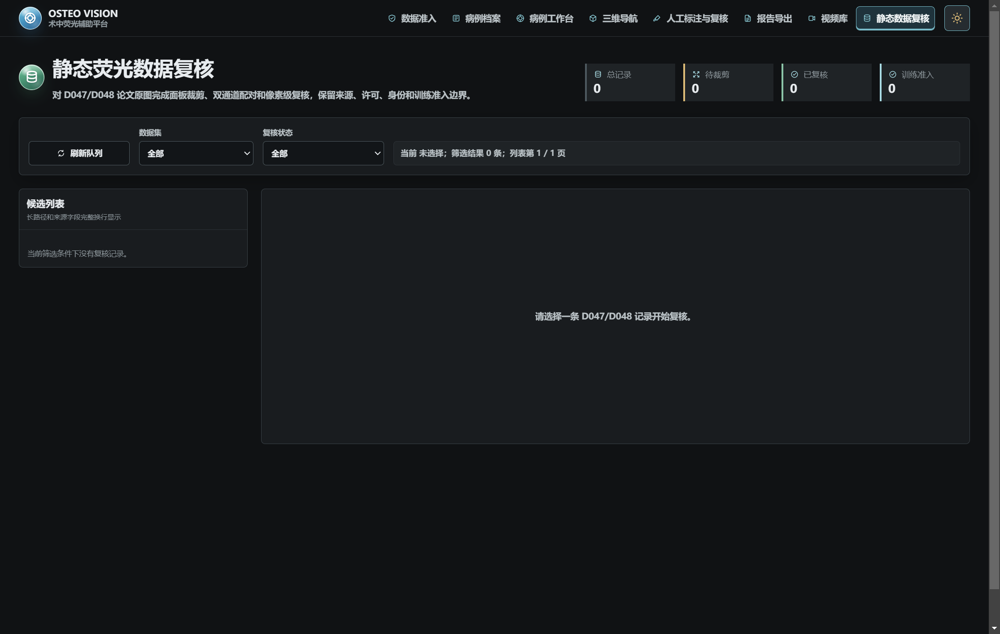 OSTEO VISION
术中荧光辅助平台
数据准入
病例档案
病例工作台
三维导航
人工标注与复核
报告导出
视频库
静态数据复核
静态荧光数据复核
对 D047/D048 论文原图完成面板裁剪、双通道配对和像素级复核，保留来源、许可、身份和训练准入边界。
总记录
0
待裁剪
0
已复核
0
训练准入
0
刷新队列
数据集
全部
复核状态
全部
当前 未选择；筛选结果 0 条；列表第 1 / 1 页
候选列表
长路径和来源字段完整换行显示
当前筛选条件下没有复核记录。
请选择一条 D047/D048 记录开始复核。